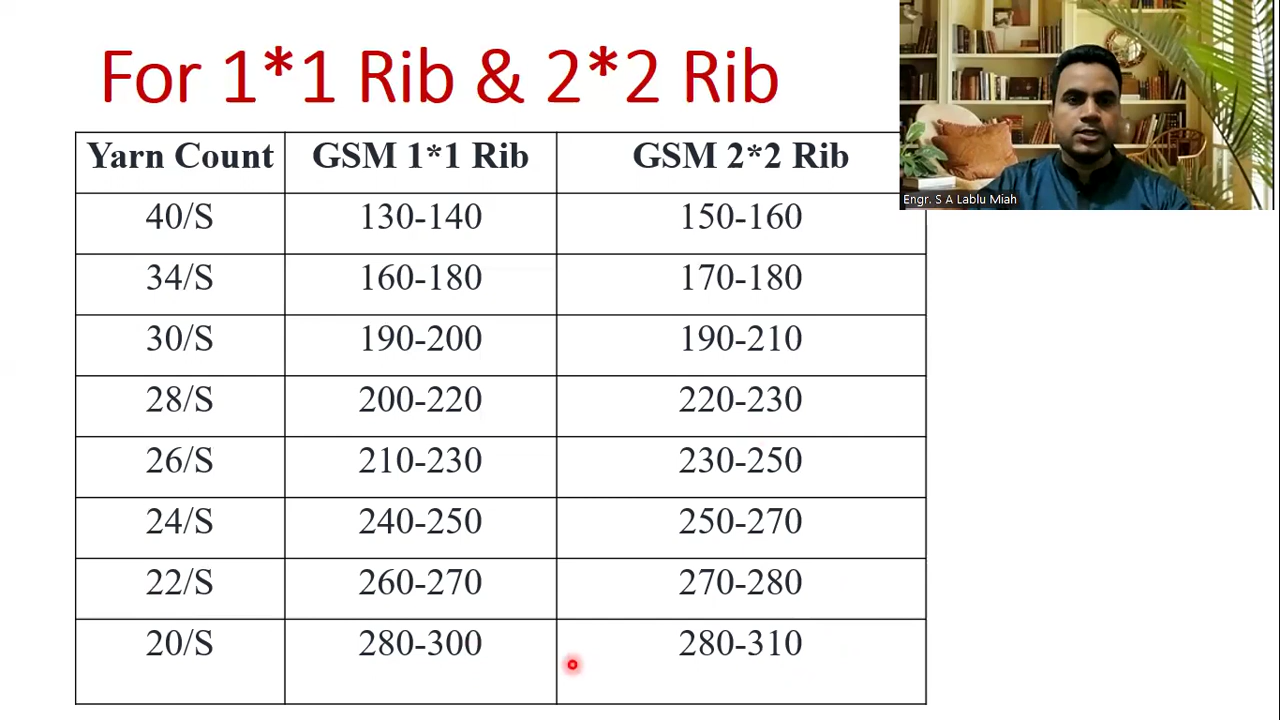 For 1*1 Rib & 2*2 Rib
Engr. S A Lablu Miah
Yarn Count GSM 1*1 Rib GSM 2*2 Rib
40/S 130-140 150-160
34/S 160-180 170-180
30/S 190-200 190-210
28/S 200-220 220-230
26/S 210-230 230-250
24/S 240-250 250-270
22/S 260-270 270-280
20/S 280-300 280-310